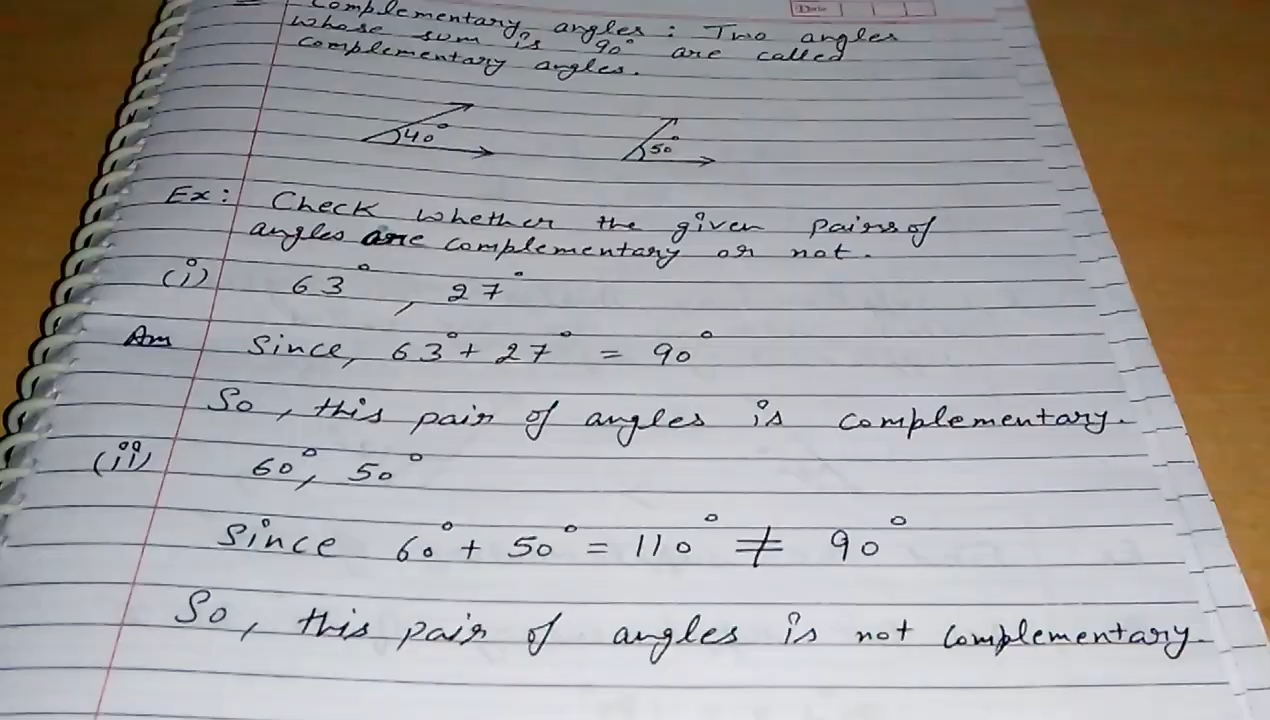 Date
Complementary angles : Two angles
whose sum is 90° are called
complementary angles.
40° 50°
Ex: Check whether the given pairs of
angles are complementary or not.
(i) 63°, 27°
Ans Since, 63° + 27° = 90°
So, this pair of angles is complementary.
(ii) 60°, 50°
Since 60° + 50° = 110° ≠ 90°
So, this pair of angles is not complementary.